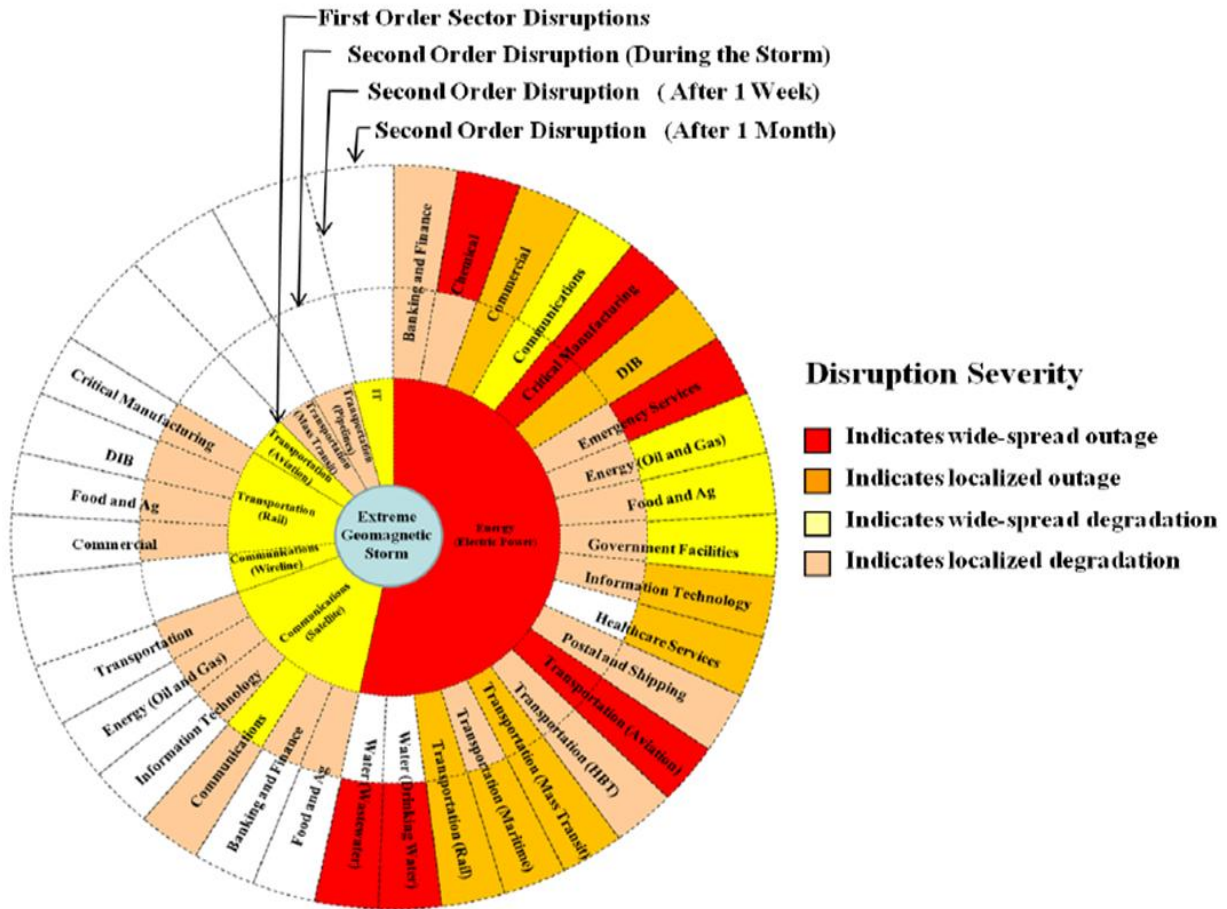 First Order Sector Disruptions
Second Order Disruption (During the Storm)
Second Order Disruption ( After 1 Week)
Second Order Disruption (After 1 Month)
Banking and Finance
Chemical
Commercial
Communications
Critical Manufacturing
DIB
Emergency Services
Energy (Oil and Gas)
Food and Ag
Government Facilities
Information Technology
Healthcare Services
Postal and Shipping
Transportation (Aviation)
Transportation (HBT)
Transportation (Mass Transit)
Transportation (Maritime)
Transportation (Rail)
Water (Drinking Water)
Water (Wastewater)
Food and Ag
Banking and Finance
Communications
Information Technology
Energy (Oil and Gas)
Transportation
Commercial
Food and Ag
DIB
Critical Manufacturing
IT
Transportation
(Pipelines)
Transportation
(Mass Transit)
Transportation
(Aviation)
Transportation
(Rail)
Communications
(Wireline)
Communications
(Satellite)
Energy
(Electric Power)
Extreme
Geomagnetic
Storm
Disruption Severity
Indicates wide-spread outage
Indicates localized outage
Indicates wide-spread degradation
Indicates localized degradation